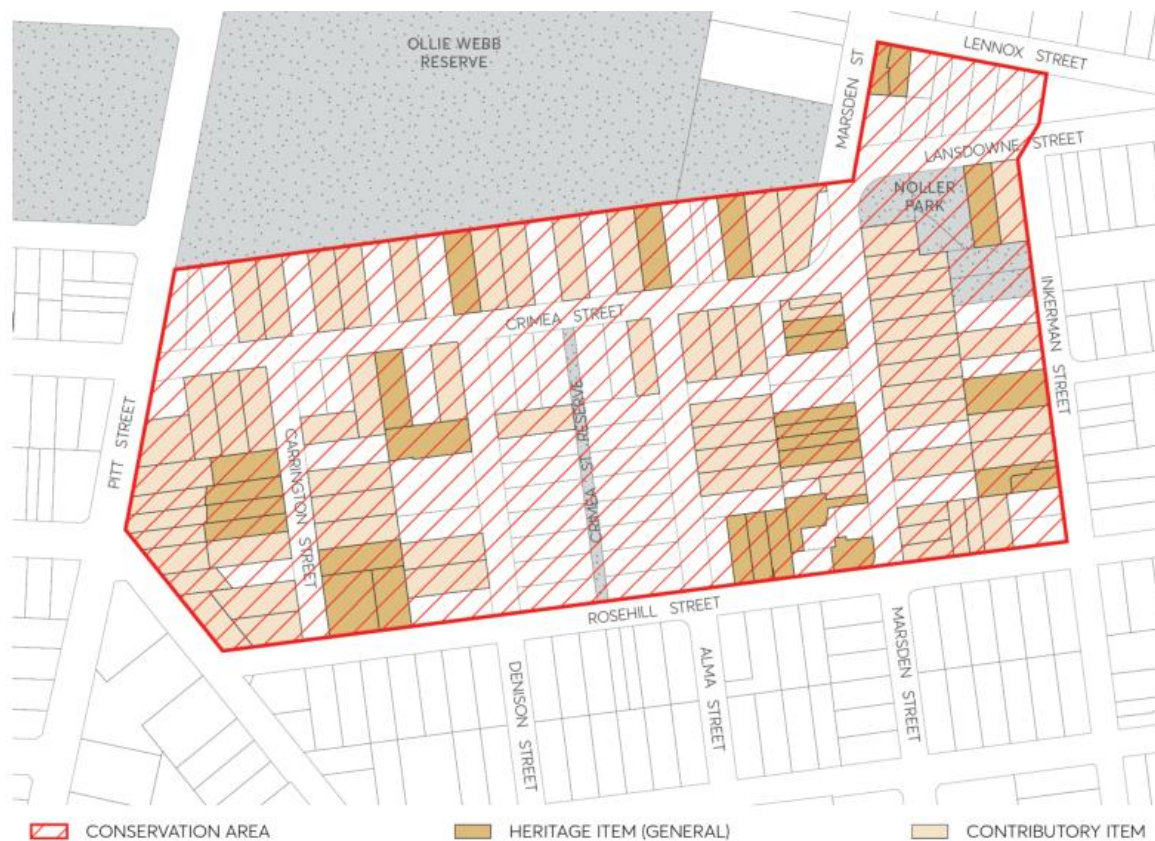 OLLIE WEBB
RESERVE
MARSDEN ST
LENNOX STREET
LANSDOWNE STREET
NOLLER
PARK
CRIMEA STREET
INKERMAN STREET
PITT STREET
CARRINGTON STREET
CRIMEA ST RESERVE
ROSEHILL STREET
DENISON STREET
ALMA STREET
MARSDEN STREET
CONSERVATION AREA
HERITAGE ITEM (GENERAL)
CONTRIBUTORY ITEM